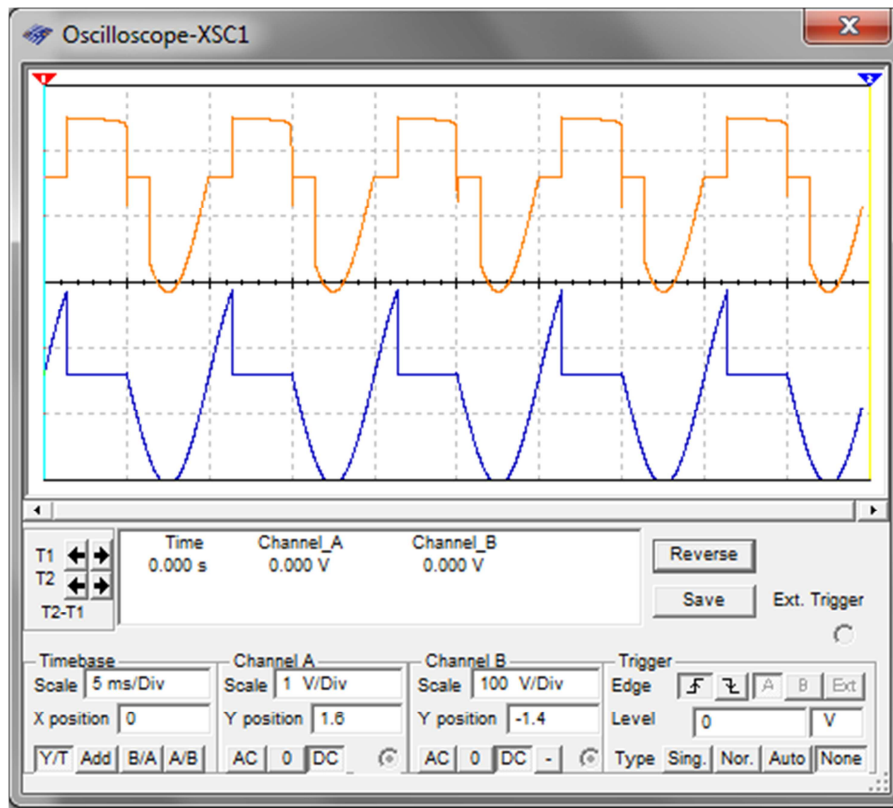 Oscilloscope-XSC1
1
2
T1
T2
T2-T1
Time Channel_A Channel_B
0.000 s 0.000 V 0.000 V
Reverse
Save
Ext. Trigger
Timebase
Scale 5 ms/Div
X position 0
Y/T Add B/A A/B
Channel A
Scale 1 V/Div
Y position 1.6
AC 0 DC
Channel B
Scale 100 V/Div
Y position -1.4
AC 0 DC -
Trigger
Edge A B Ext
Level 0 V
Type Sing. Nor. Auto None